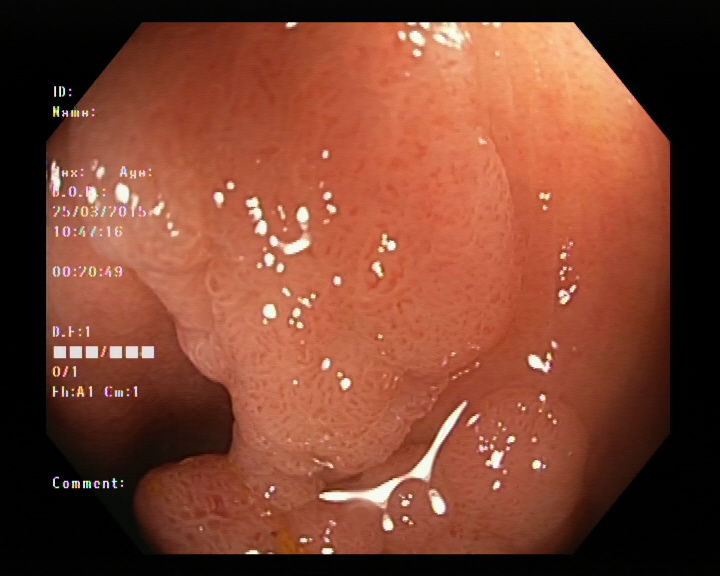 ID:
Name:
Sex: Age:
D.O.B.:
25/03/2015
10:47:16
00:20:49
D.F:1
■■■/■■■
0/1
Eh:A1 Cm:1
Comment: